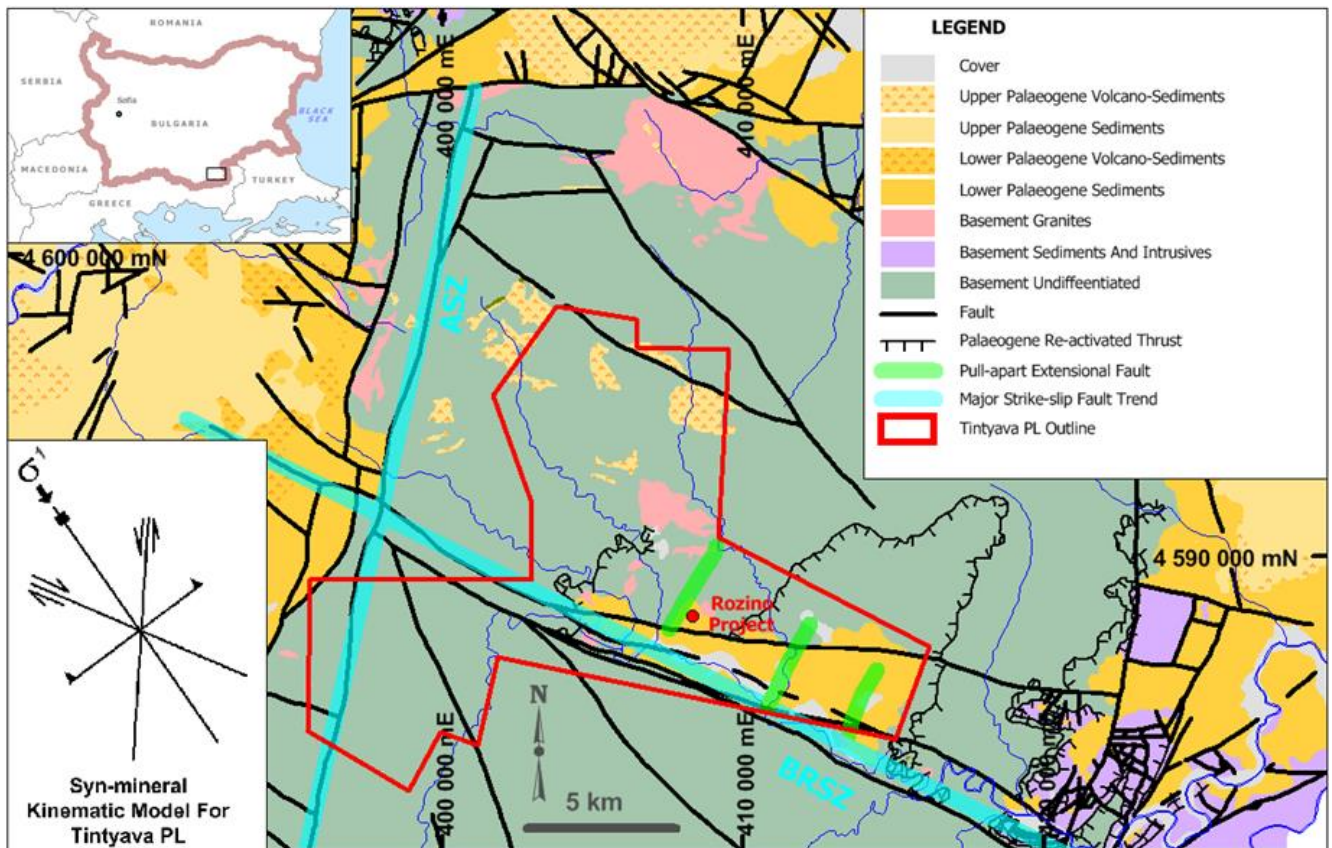 ROMANIA
SERBIA
Sofia
BULGARIA
BLACK
SEA
MACEDONIA
GREECE
TURKEY
400 000 mE
410 000 mE
4 600 000 mN
ASZ
LEGEND
Cover
Upper Palaeogene Volcano-Sediments
Upper Palaeogene Sediments
Lower Palaeogene Volcano-Sediments
Lower Palaeogene Sediments
Basement Granites
Basement Sediments And Intrusives
Basement Undiffeentiated
Fault
Palaeogene Re-activated Thrust
Pull-apart Extensional Fault
Major Strike-slip Fault Trend
Tintyava PL Outline
4 590 000 mN
Rozino
Project
σ1
N
5 km
400 000 mE
410 000 mE
BRSZ
Syn-mineral
Kinematic Model For
Tintyava PL